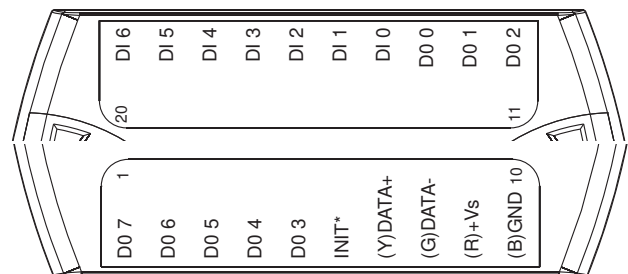 DI 6
DI 5
DI 4
DI 3
DI 2
DI 1
DI 0
D0 0
D0 1
D0 2
20
11
1
10
D0 7
D0 6
D0 5
D0 4
D0 3
INIT*
(Y)DATA+
(G)DATA-
(R)+Vs
(B)GND